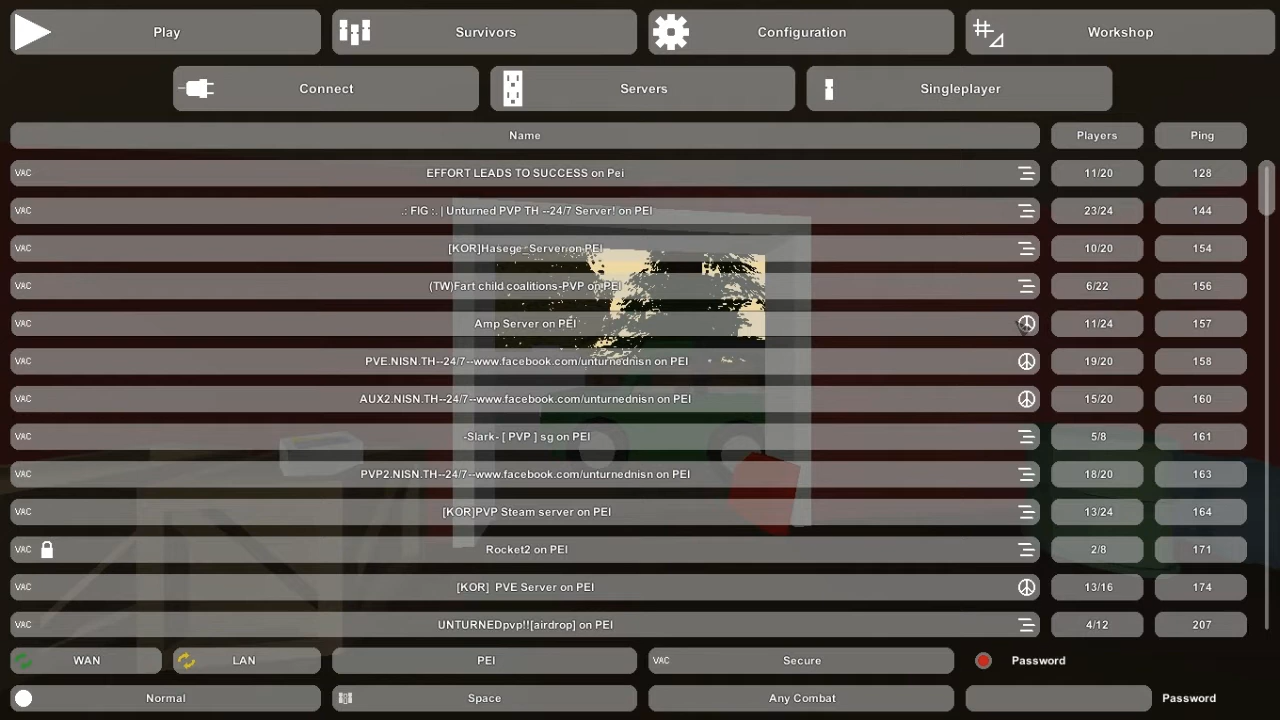 Play Survivors Configuration Workshop
Connect Servers Singleplayer
Name Players Ping
VAC EFFORT LEADS TO SUCCESS on Pei 11/20 128
VAC .: FIG :. | Unturned PVP TH --24/7 Server! on PEI 23/24 144
VAC [KOR]Hasege Server on PEI 10/20 154
VAC (TW)Fart child coalitions-PVP on PEI 6/22 156
VAC Amp Server on PEI 11/24 157
VAC PVE.NISN.TH--24/7--www.facebook.com/unturnednisn on PEI 19/20 158
VAC AUX2.NISN.TH--24/7--www.facebook.com/unturnednisn on PEI 15/20 160
VAC -Slark- [ PVP ] sg on PEI 5/8 161
VAC PVP2.NISN.TH--24/7--www.facebook.com/unturnednisn on PEI 18/20 163
VAC [KOR]PVP Steam server on PEI 13/24 164
VAC Rocket2 on PEI 2/8 171
VAC [KOR] PVE Server on PEI 13/16 174
VAC UNTURNEDpvp!![airdrop] on PEI 4/12 207
WAN LAN PEI VAC Secure Password
Normal Space Any Combat Password